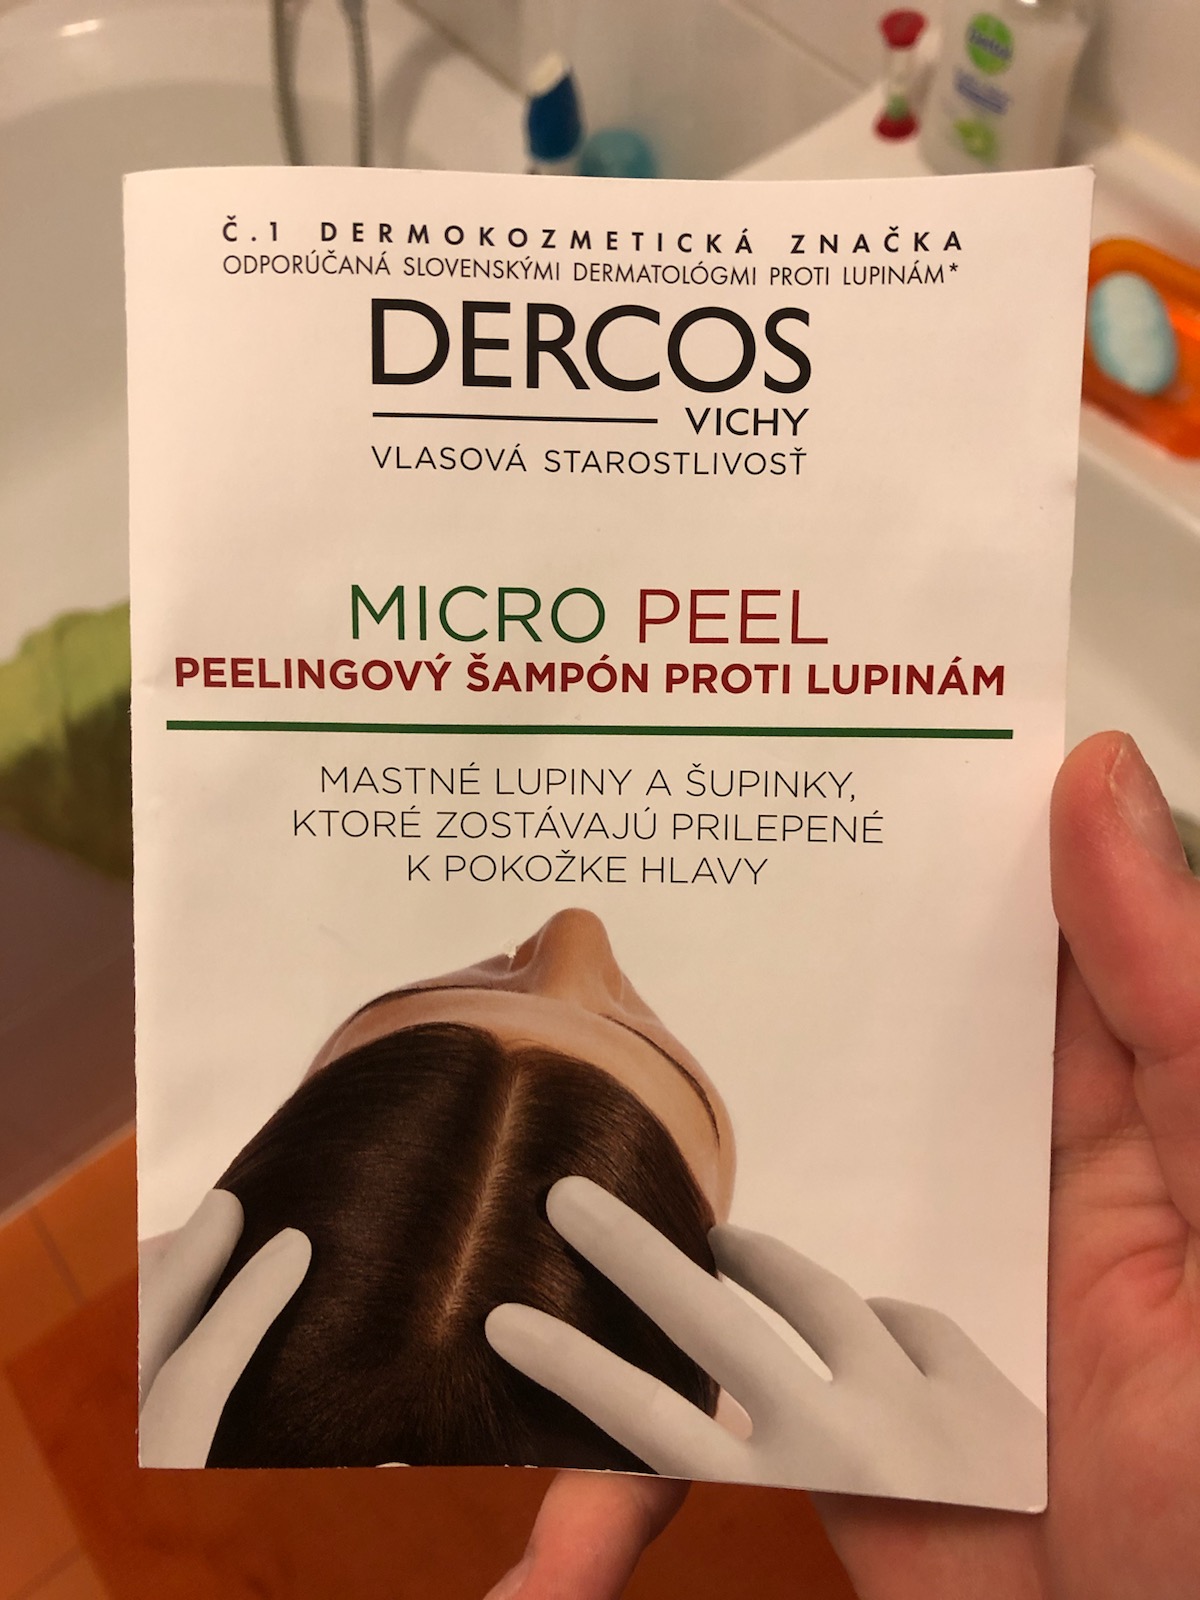 Č.1 DERMOKOZMETICKÁ ZNAČKA
ODPORÚČANÁ SLOVENSKÝMI DERMATOLÓGMI PROTI LUPINÁM*
DERCOS
VICHY
VLASOVÁ STAROSTLIVOSŤ
MICRO PEEL
PEELINGOVÝ ŠAMPÓN PROTI LUPINÁM
MASTNÉ LUPINY A ŠUPINKY,
KTORÉ ZOSTÁVAJÚ PRILEPENÉ
K POKOŽKE HLAVY
Dettol